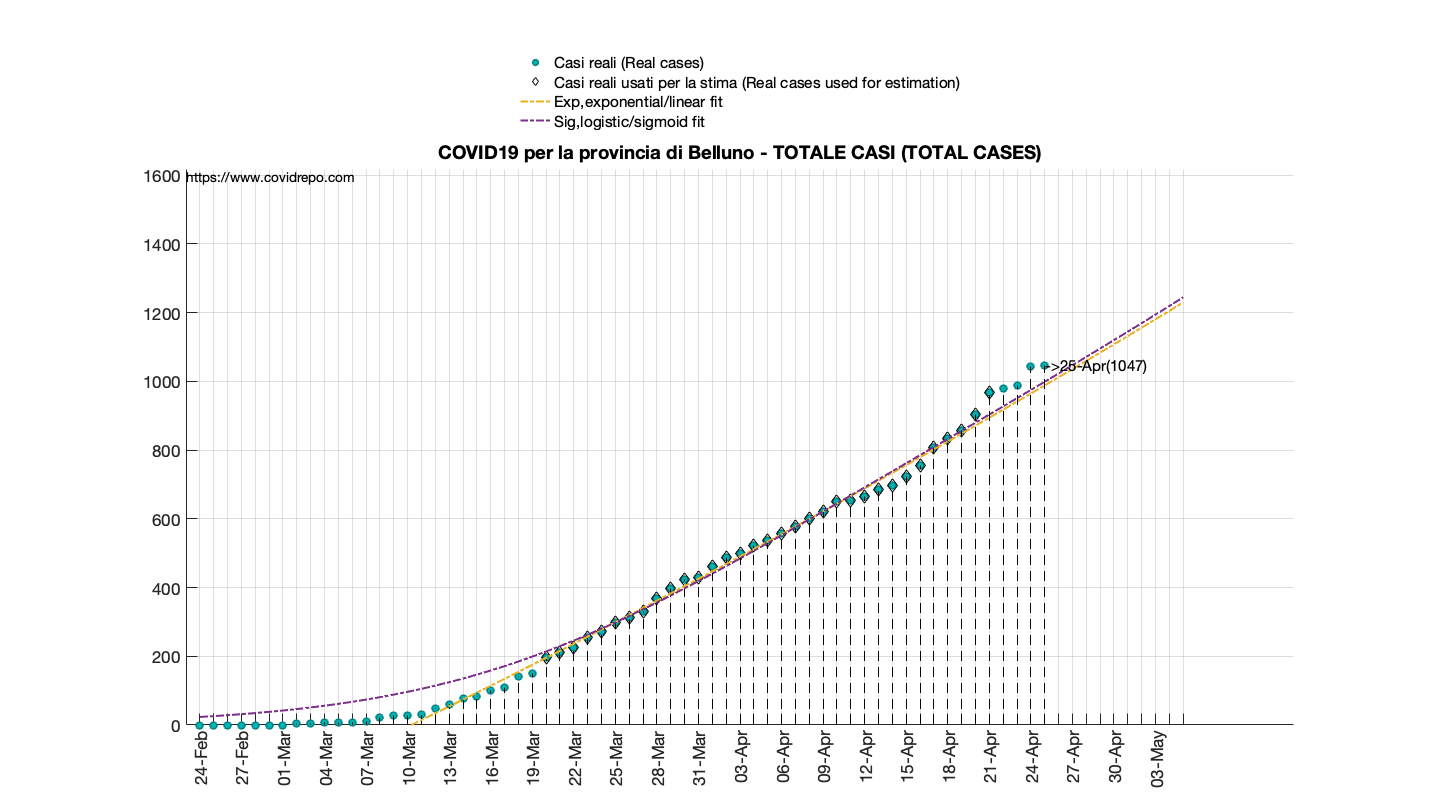 Casi reali (Real cases)
Casi reali usati per la stima (Real cases used for estimation)
Exp,exponential/linear fit
Sig,logistic/sigmoid fit
COVID19 per la provincia di Belluno - TOTALE CASI (TOTAL CASES)
https://www.covidrepo.com
1600
1400
1200
1000
800
600
400
200
0
->25-Apr(1047)
24-Feb
27-Feb
01-Mar
04-Mar
07-Mar
10-Mar
13-Mar
16-Mar
19-Mar
22-Mar
25-Mar
28-Mar
31-Mar
03-Apr
06-Apr
09-Apr
12-Apr
15-Apr
18-Apr
21-Apr
24-Apr
27-Apr
30-Apr
03-May